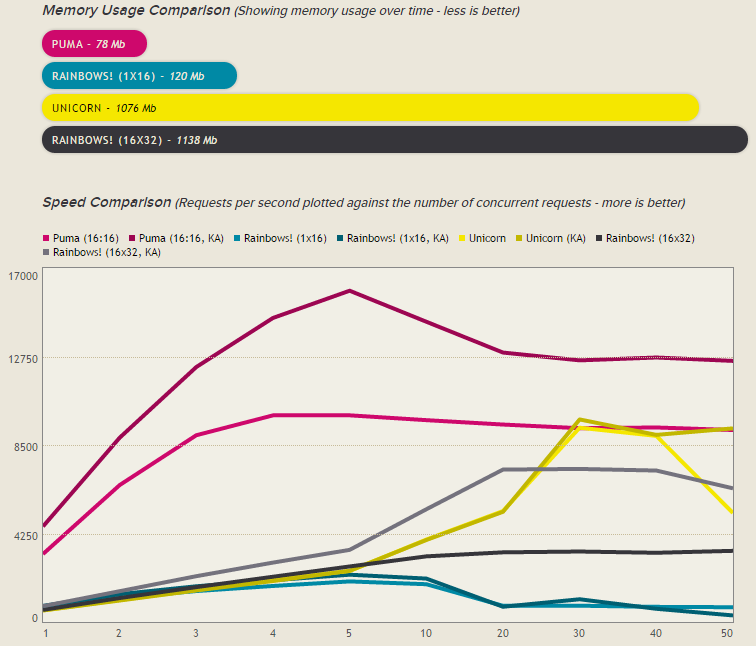 Memory Usage Comparison (Showing memory usage over time - less is better)
PUMA - 78 Mb
RAINBOWS! (1X16) - 120 Mb
UNICORN - 1076 Mb
RAINBOWS! (16X32) - 1138 Mb
Speed Comparison (Requests per second plotted against the number of concurrent requests - more is better)
Puma (16:16) Puma (16:16, KA) Rainbows! (1x16) Rainbows! (1x16, KA) Unicorn Unicorn (KA) Rainbows! (16x32)
Rainbows! (16x32, KA)
17000
12750
8500
4250
0
1 2 3 4 5 10 20 30 40 50